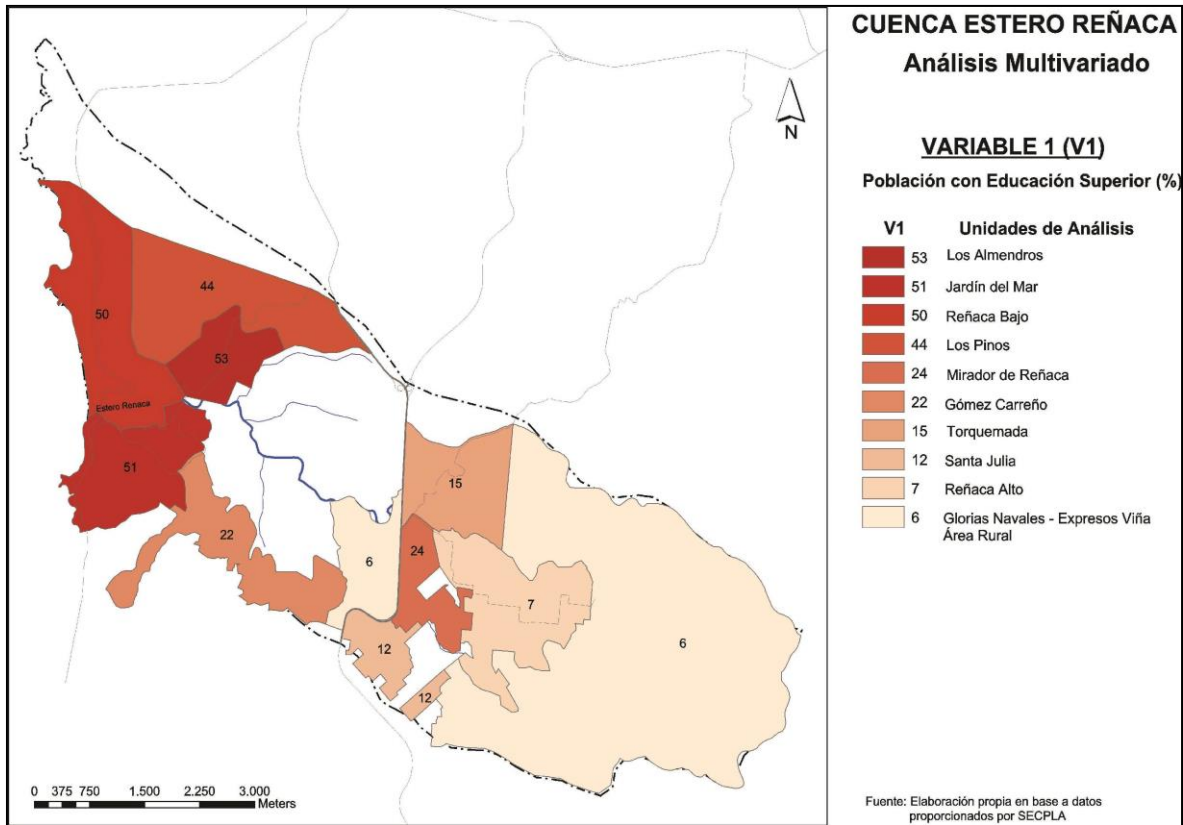 CUENCA ESTERO REÑACA
Análisis Multivariado
N
VARIABLE 1 (V1)
Población con Educación Superior (%)
V1 Unidades de Análisis
53 Los Almendros
51 Jardín del Mar
50 Reñaca Bajo
44 Los Pinos
24 Mirador de Reñaca
22 Gómez Carreño
15 Torquemada
12 Santa Julia
7 Reñaca Alto
6 Glorias Navales - Expresos Viña
Área Rural
44
50
53
Estero Renaca
51
15
22
24
6
7
12
6
12
0 375 750 1.500 2.250 3.000
Meters
Fuente: Elaboración propia en base a datos
proporcionados por SECPLA